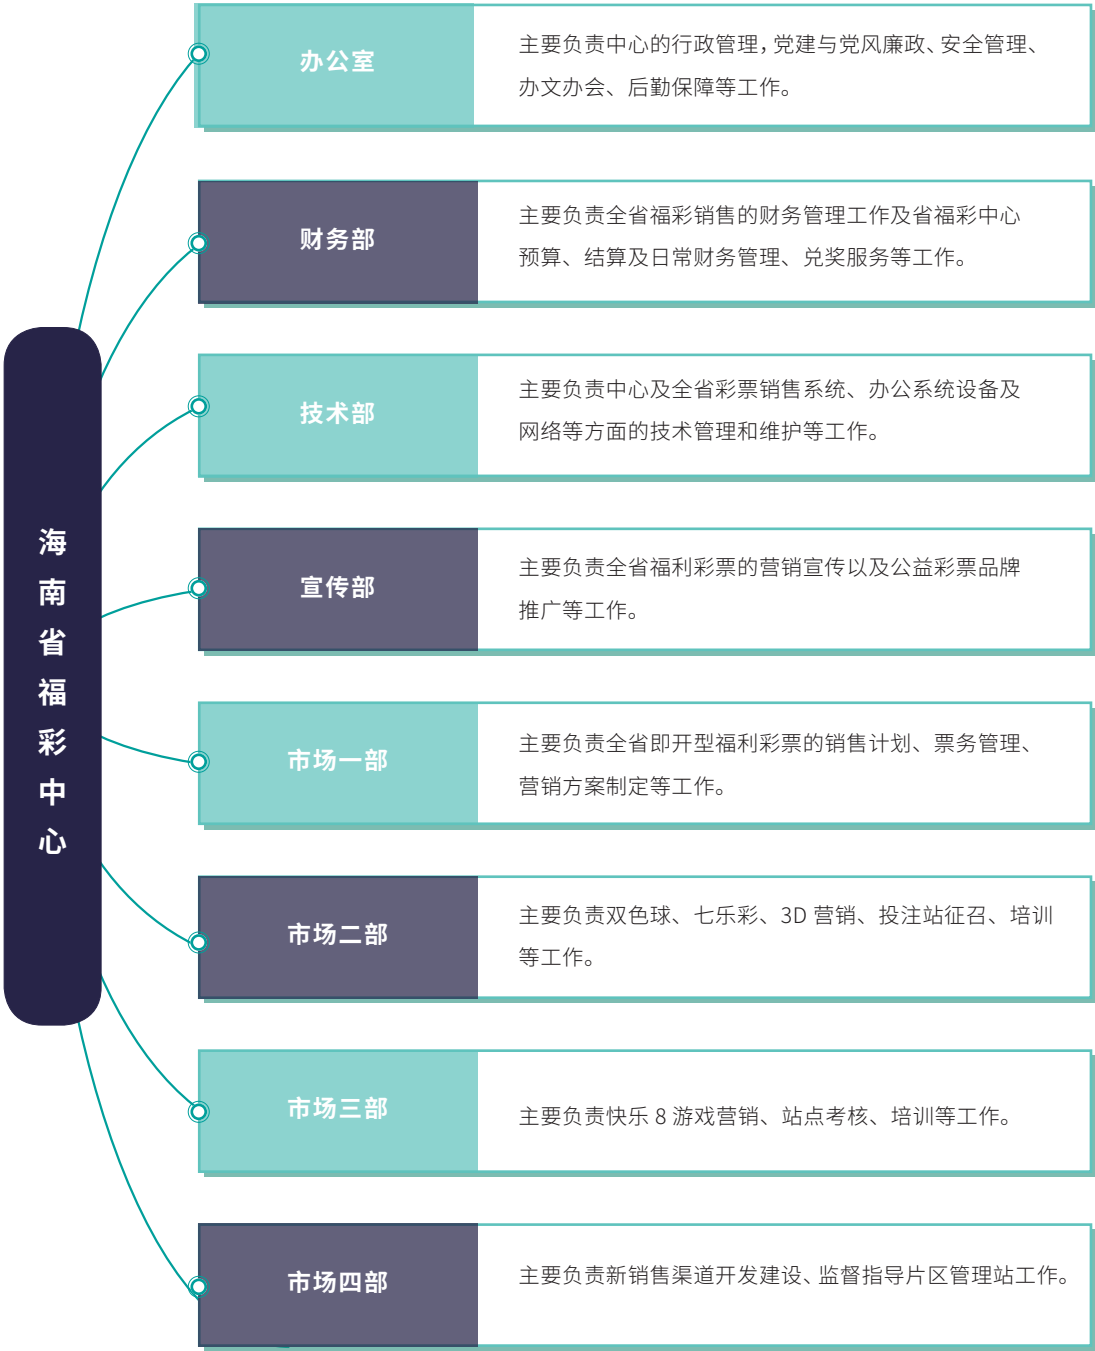 海南省福彩中心
办公室
主要负责中心的行政管理，党建与党风廉政、安全管理、
办文办会、后勤保障等工作。
财务部
主要负责全省福彩销售的财务管理工作及省福彩中心
预算、结算及日常财务管理、兑奖服务等工作。
技术部
主要负责中心及全省彩票销售系统、办公系统设备及
网络等方面的技术管理和维护等工作。
宣传部
主要负责全省福利彩票的营销宣传以及公益彩票品牌
推广等工作。
市场一部
主要负责全省即开型福利彩票的销售计划、票务管理、
营销方案制定等工作。
市场二部
主要负责双色球、七乐彩、3D 营销、投注站征召、培训
等工作。
市场三部
主要负责快乐 8 游戏营销、站点考核、培训等工作。
市场四部
主要负责新销售渠道开发建设、监督指导片区管理站工作。